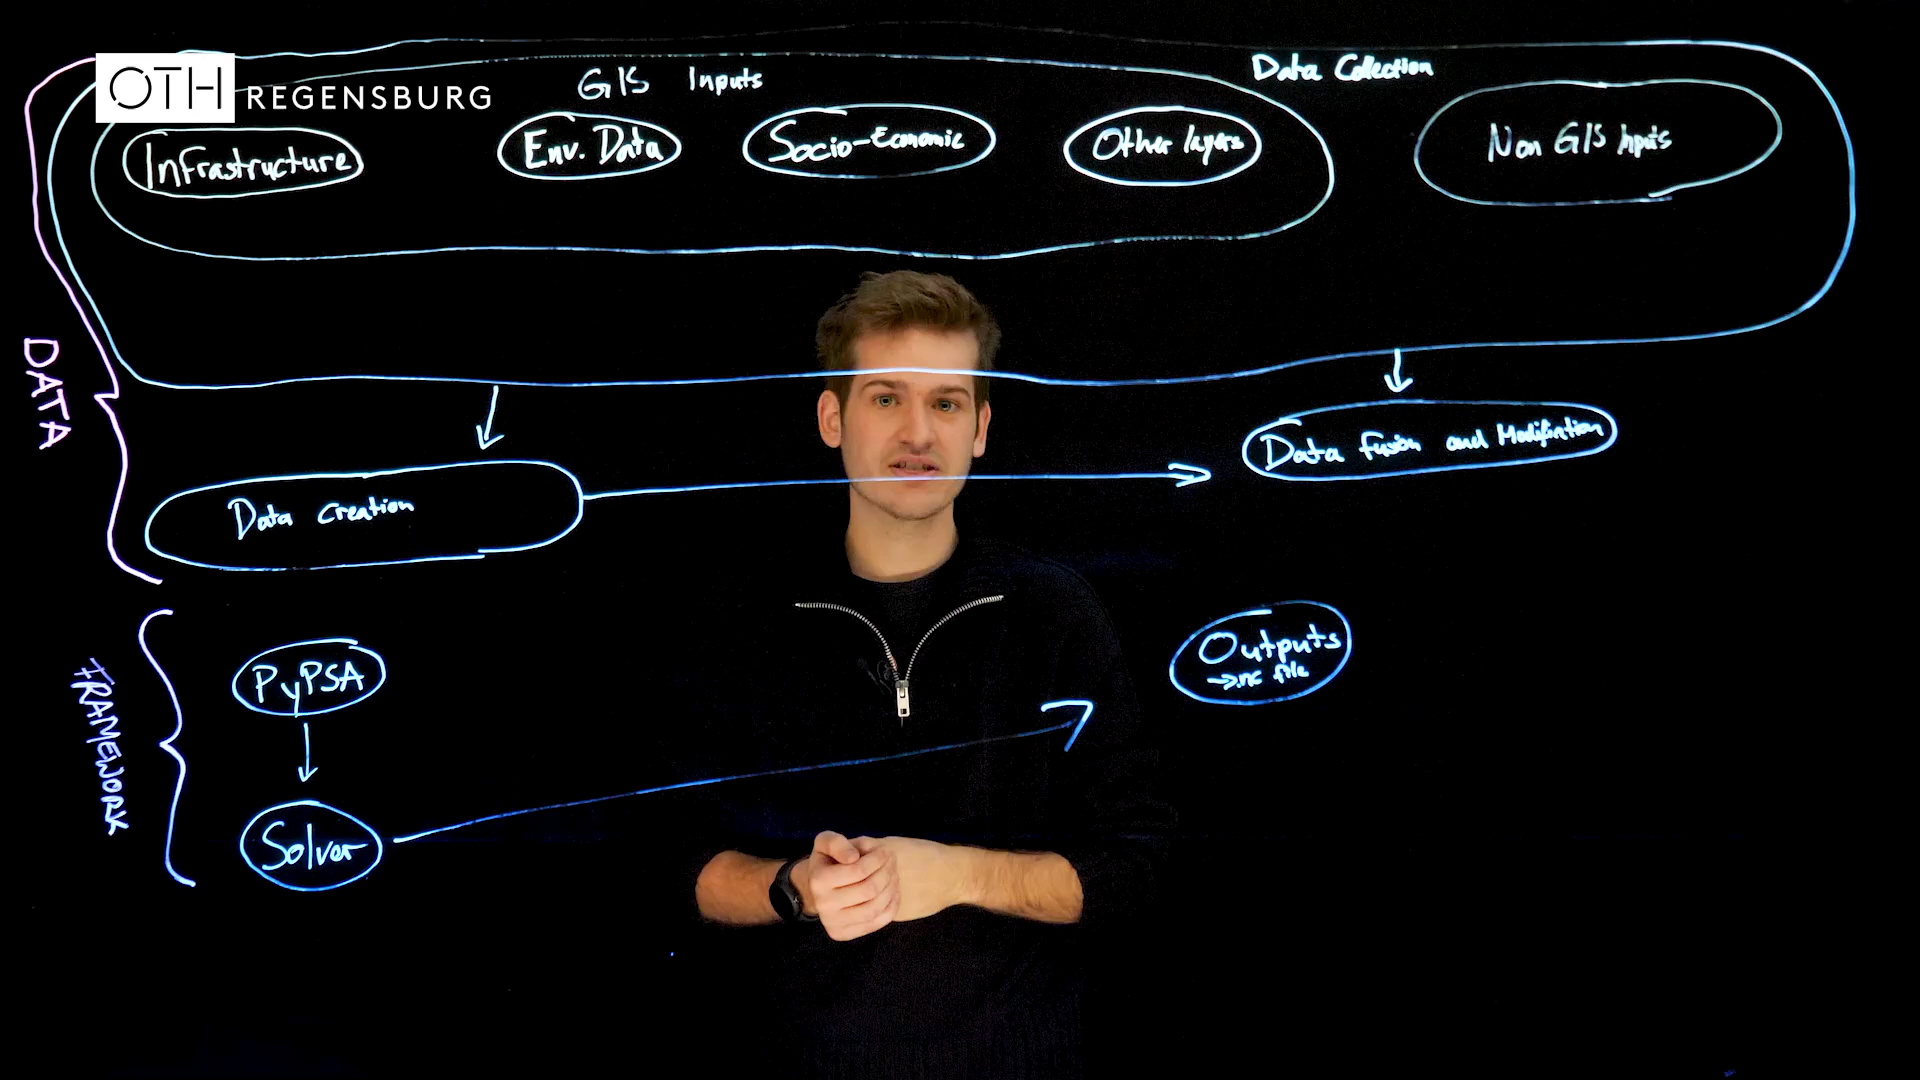 OTH REGENSBURG
GIS Inputs
Data Collection
Infrastructure
Env. Data
Socio-Economic
Other layers
Non GIS Inputs
DATA
Data fusion and Modification
Data creation
FRAMEWORK
PyPSA
Outputs
→.nc file
Solver